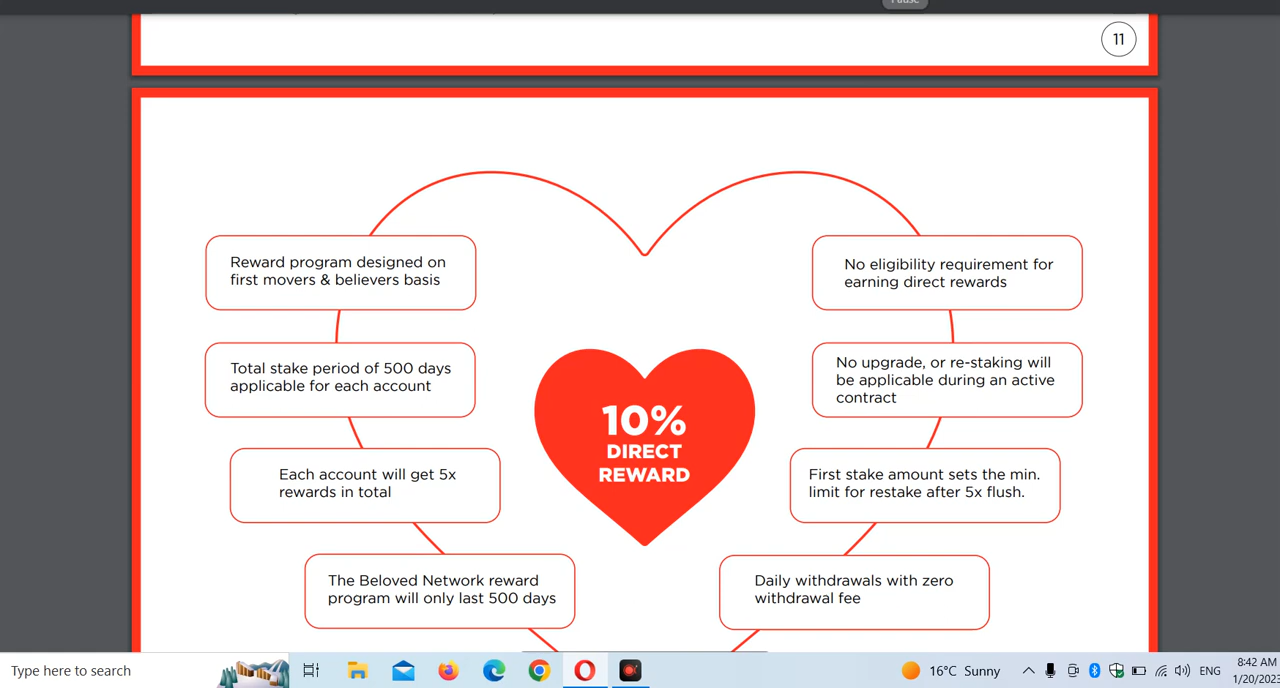 11
Reward program designed on
first movers & believers basis
No eligibility requirement for
earning direct rewards
Total stake period of 500 days
applicable for each account
No upgrade, or re-staking will
be applicable during an active
contract
10%
DIRECT
REWARD
Each account will get 5x
rewards in total
First stake amount sets the min.
limit for restake after 5x flush.
The Beloved Network reward
program will only last 500 days
Daily withdrawals with zero
withdrawal fee
Type here to search
16°C Sunny
ENG
8:42 AM